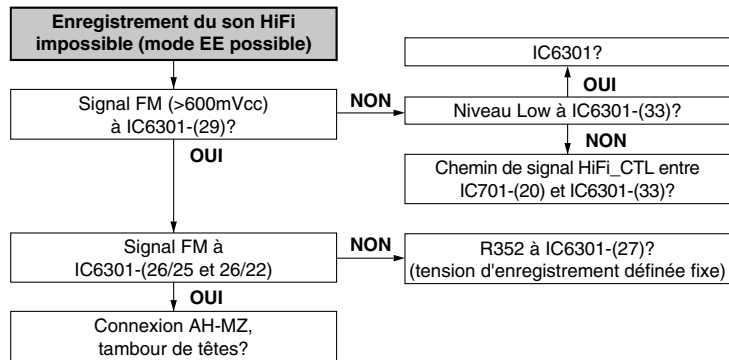 Enregistrement du son HiFi
impossible (mode EE possible)
IC6301?
OUI
Signal FM (>600mVcc)
à IC6301-(29)?
NON
Niveau Low à IC6301-(33)?
NON
Chemin de signal HiFi_CTL entre
IC701-(20) et IC6301-(33)?
OUI
Signal FM à
IC6301-(26/25 et 26/22)
NON
R352 à IC6301-(27)?
(tension d'enregistrement définée fixe)
OUI
Connexion AH-MZ,
tambour de têtes?